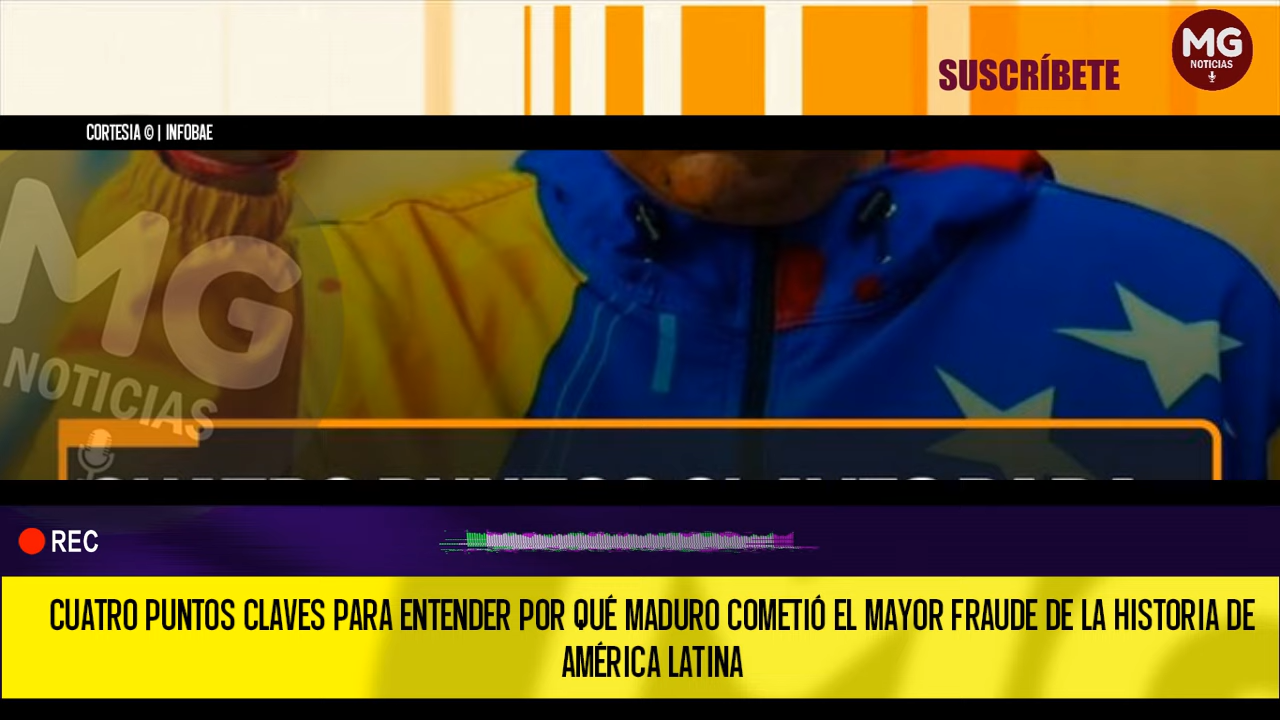 MG
NOTICIAS
SUSCRÍBETE
CORTESIA © | INFOBAE
MG
NOTICIAS
REC
CUATRO PUNTOS CLAVES PARA ENTENDER POR QUÉ MADURO COMETIÓ EL MAYOR FRAUDE DE LA HISTORIA DE
AMÉRICA LATINA